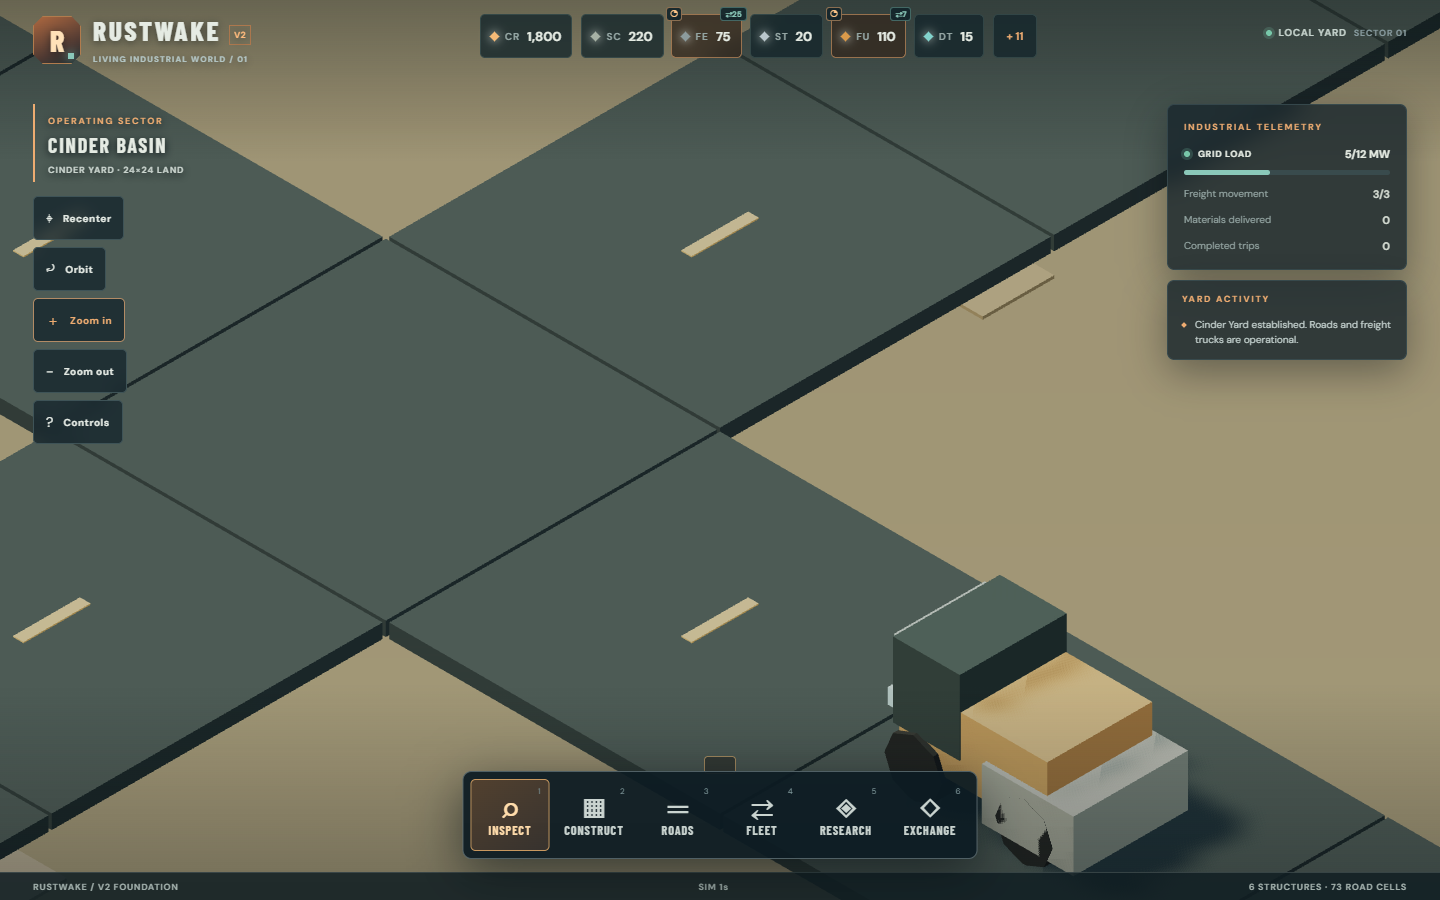 R RUSTWAKE V2
LIVING INDUSTRIAL WORLD / 01
CR 1,800
SC 220
FE 75
⇄25
ST 20
FU 110
⇄7
DT 15
+ 11
LOCAL YARD SECTOR 01
OPERATING SECTOR
CINDER BASIN
CINDER YARD · 24×24 LAND
Recenter
Orbit
+ Zoom in
− Zoom out
? Controls
INDUSTRIAL TELEMETRY
GRID LOAD 5/12 MW
Freight movement 3/3
Materials delivered 0
Completed trips 0
YARD ACTIVITY
Cinder Yard established. Roads and freight
trucks are operational.
1 INSPECT
2 CONSTRUCT
3 ROADS
4 FLEET
5 RESEARCH
6 EXCHANGE
RUSTWAKE / V2 FOUNDATION
SIM 1s
6 STRUCTURES · 73 ROAD CELLS